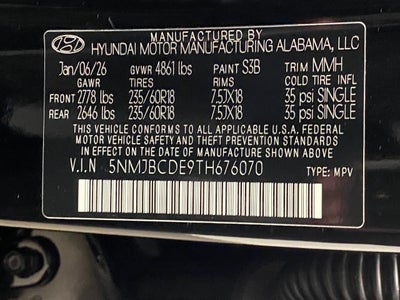 MANUFACTURED BY
HYUNDAI MOTOR MANUFACTURING ALABAMA, LLC
Jan/06/26 GVWR 4861 lbs PAINT S3B TRIM MMH
GAWR TIRES RIMS COLD TIRE INFL
FRONT 2778 lbs 235/60R18 7.5JX18 35 psi SINGLE
REAR 2646 lbs 235/60R18 7.5JX18 35 psi SINGLE
THIS VEHICLE CONFORMS TO ALL APPLICABLE U.S.A. FEDERAL
MOTOR VEHICLE SAFETY AND THEFT PREVENTION STANDARDS
IN EFFECT ON THE DATE OF MANUFACTURE SHOWN ABOVE.
V.I.N 5NMJBCDE9TH676070 TYPE: MPV